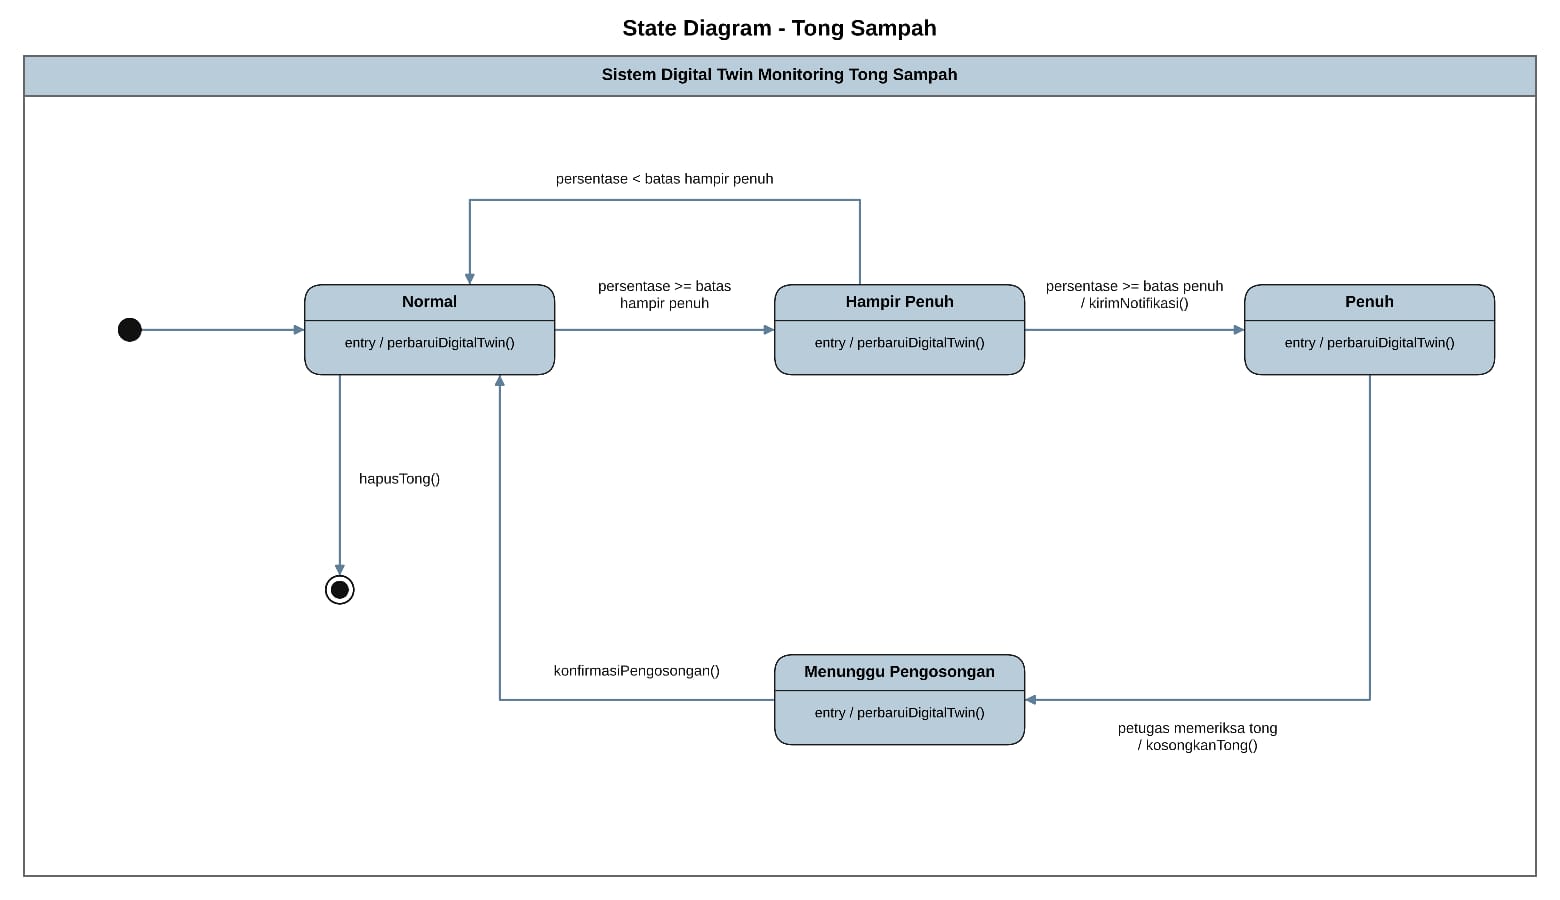 State Diagram - Tong Sampah
Sistem Digital Twin Monitoring Tong Sampah
persentase < batas hampir penuh
Normal
entry / perbaruiDigitalTwin()
persentase >= batas
hampir penuh
Hampir Penuh
entry / perbaruiDigitalTwin()
persentase >= batas penuh
/ kirimNotifikasi()
Penuh
entry / perbaruiDigitalTwin()
hapusTong()
konfirmasiPengosongan()
Menunggu Pengosongan
entry / perbaruiDigitalTwin()
petugas memeriksa tong
/ kosongkanTong()